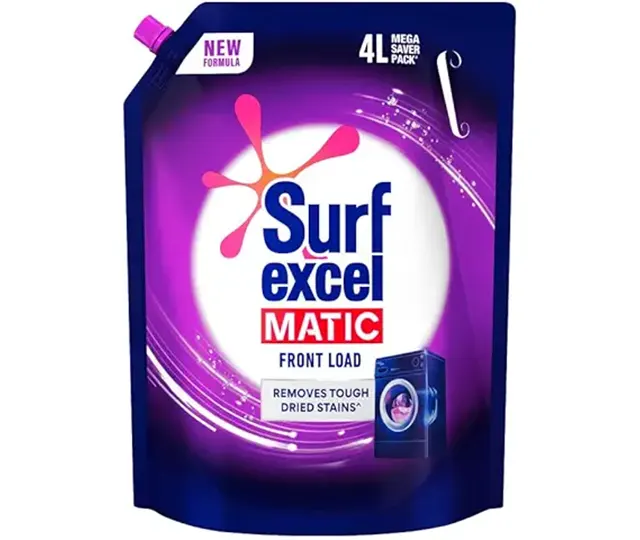 NEW
FORMULA
4L MEGA
SAVER
PACK*
Surf
excel
MATIC
FRONT LOAD
REMOVES TOUGH
DRIED STAINS^